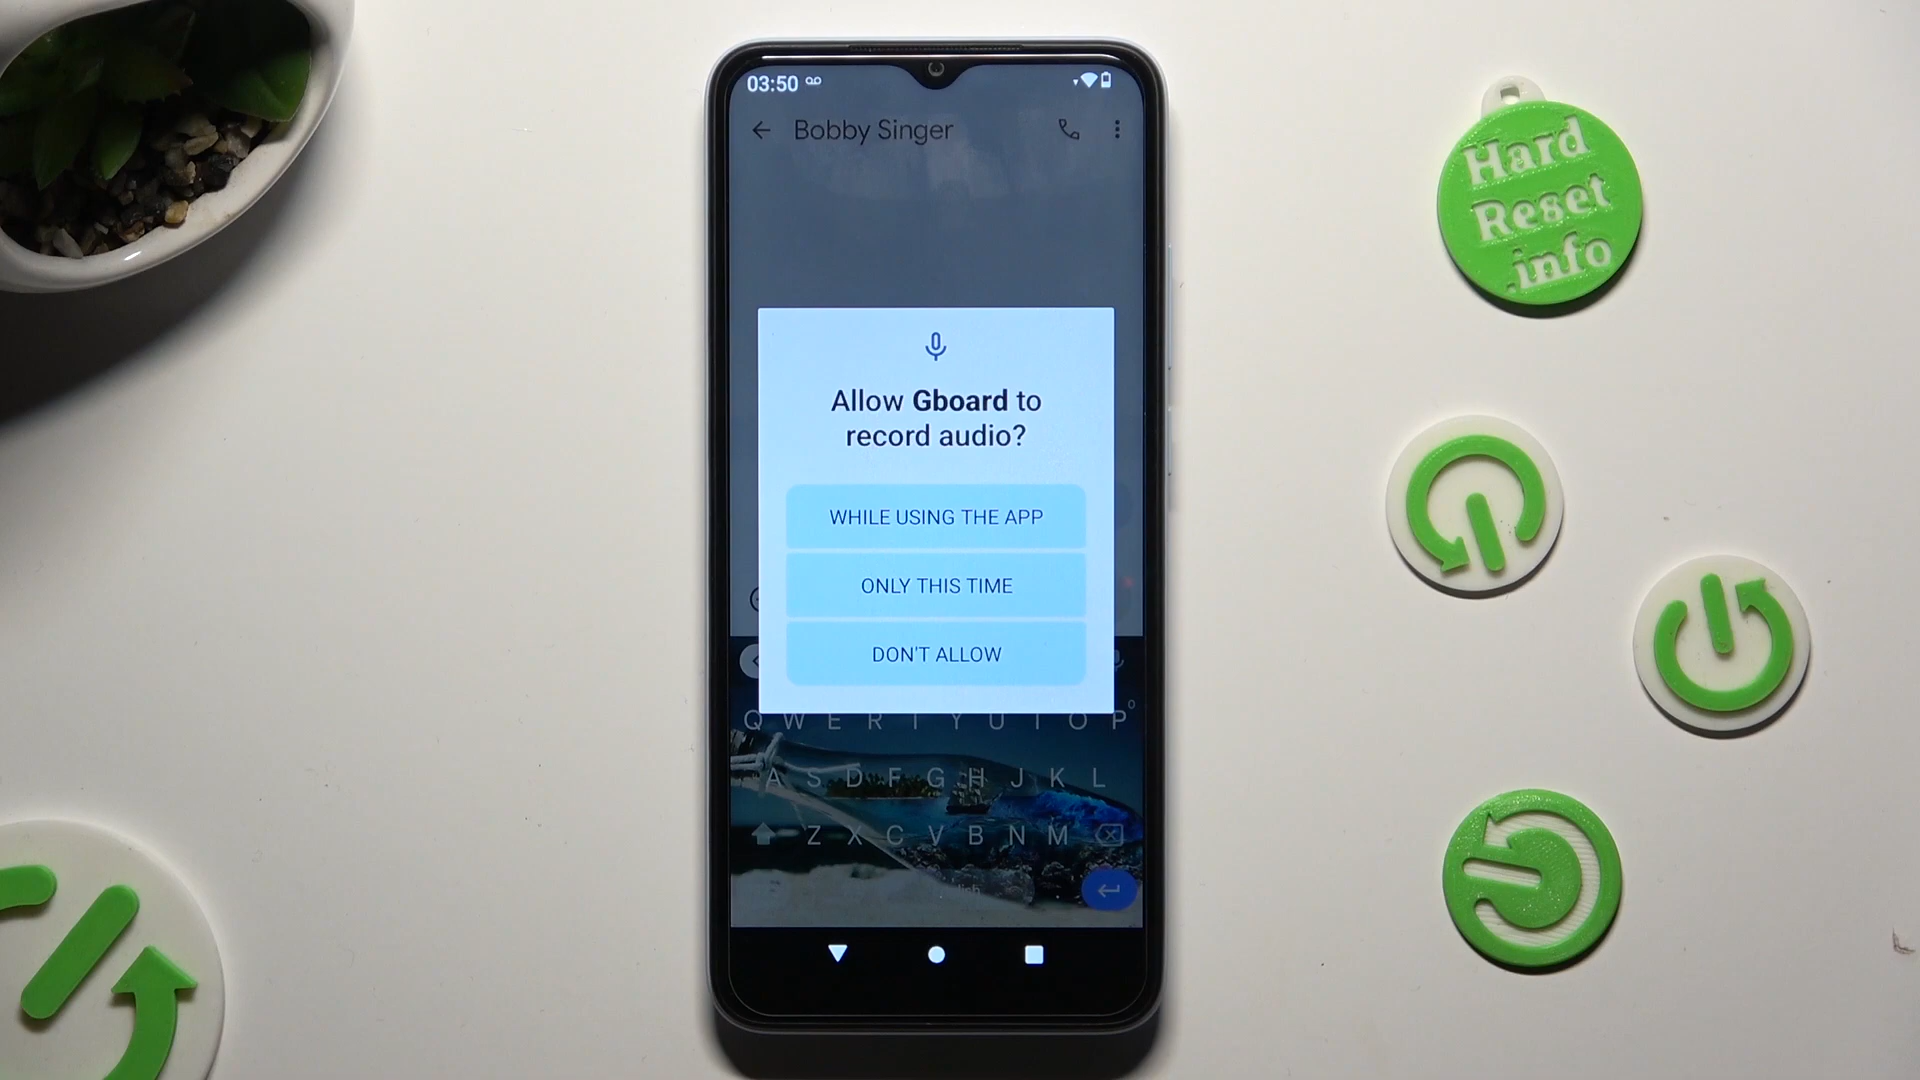 03:50
Bobby Singer
Allow Gboard to
record audio?
WHILE USING THE APP
ONLY THIS TIME
DON'T ALLOW
Q W E R T Y U I O P
A S D F G H J K L
Z X C V B N M
Hard
Reset
.info